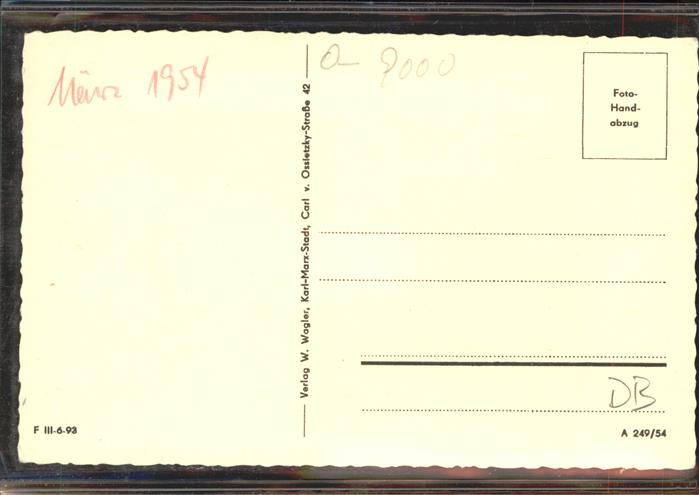 März 1954
O- 9000
Foto-
Hand-
abzug
Verlag W. Wagler, Karl-Marx-Stadt, Carl v. Ossietzky-Straße 42
DB
F III-6-93
A 249/54